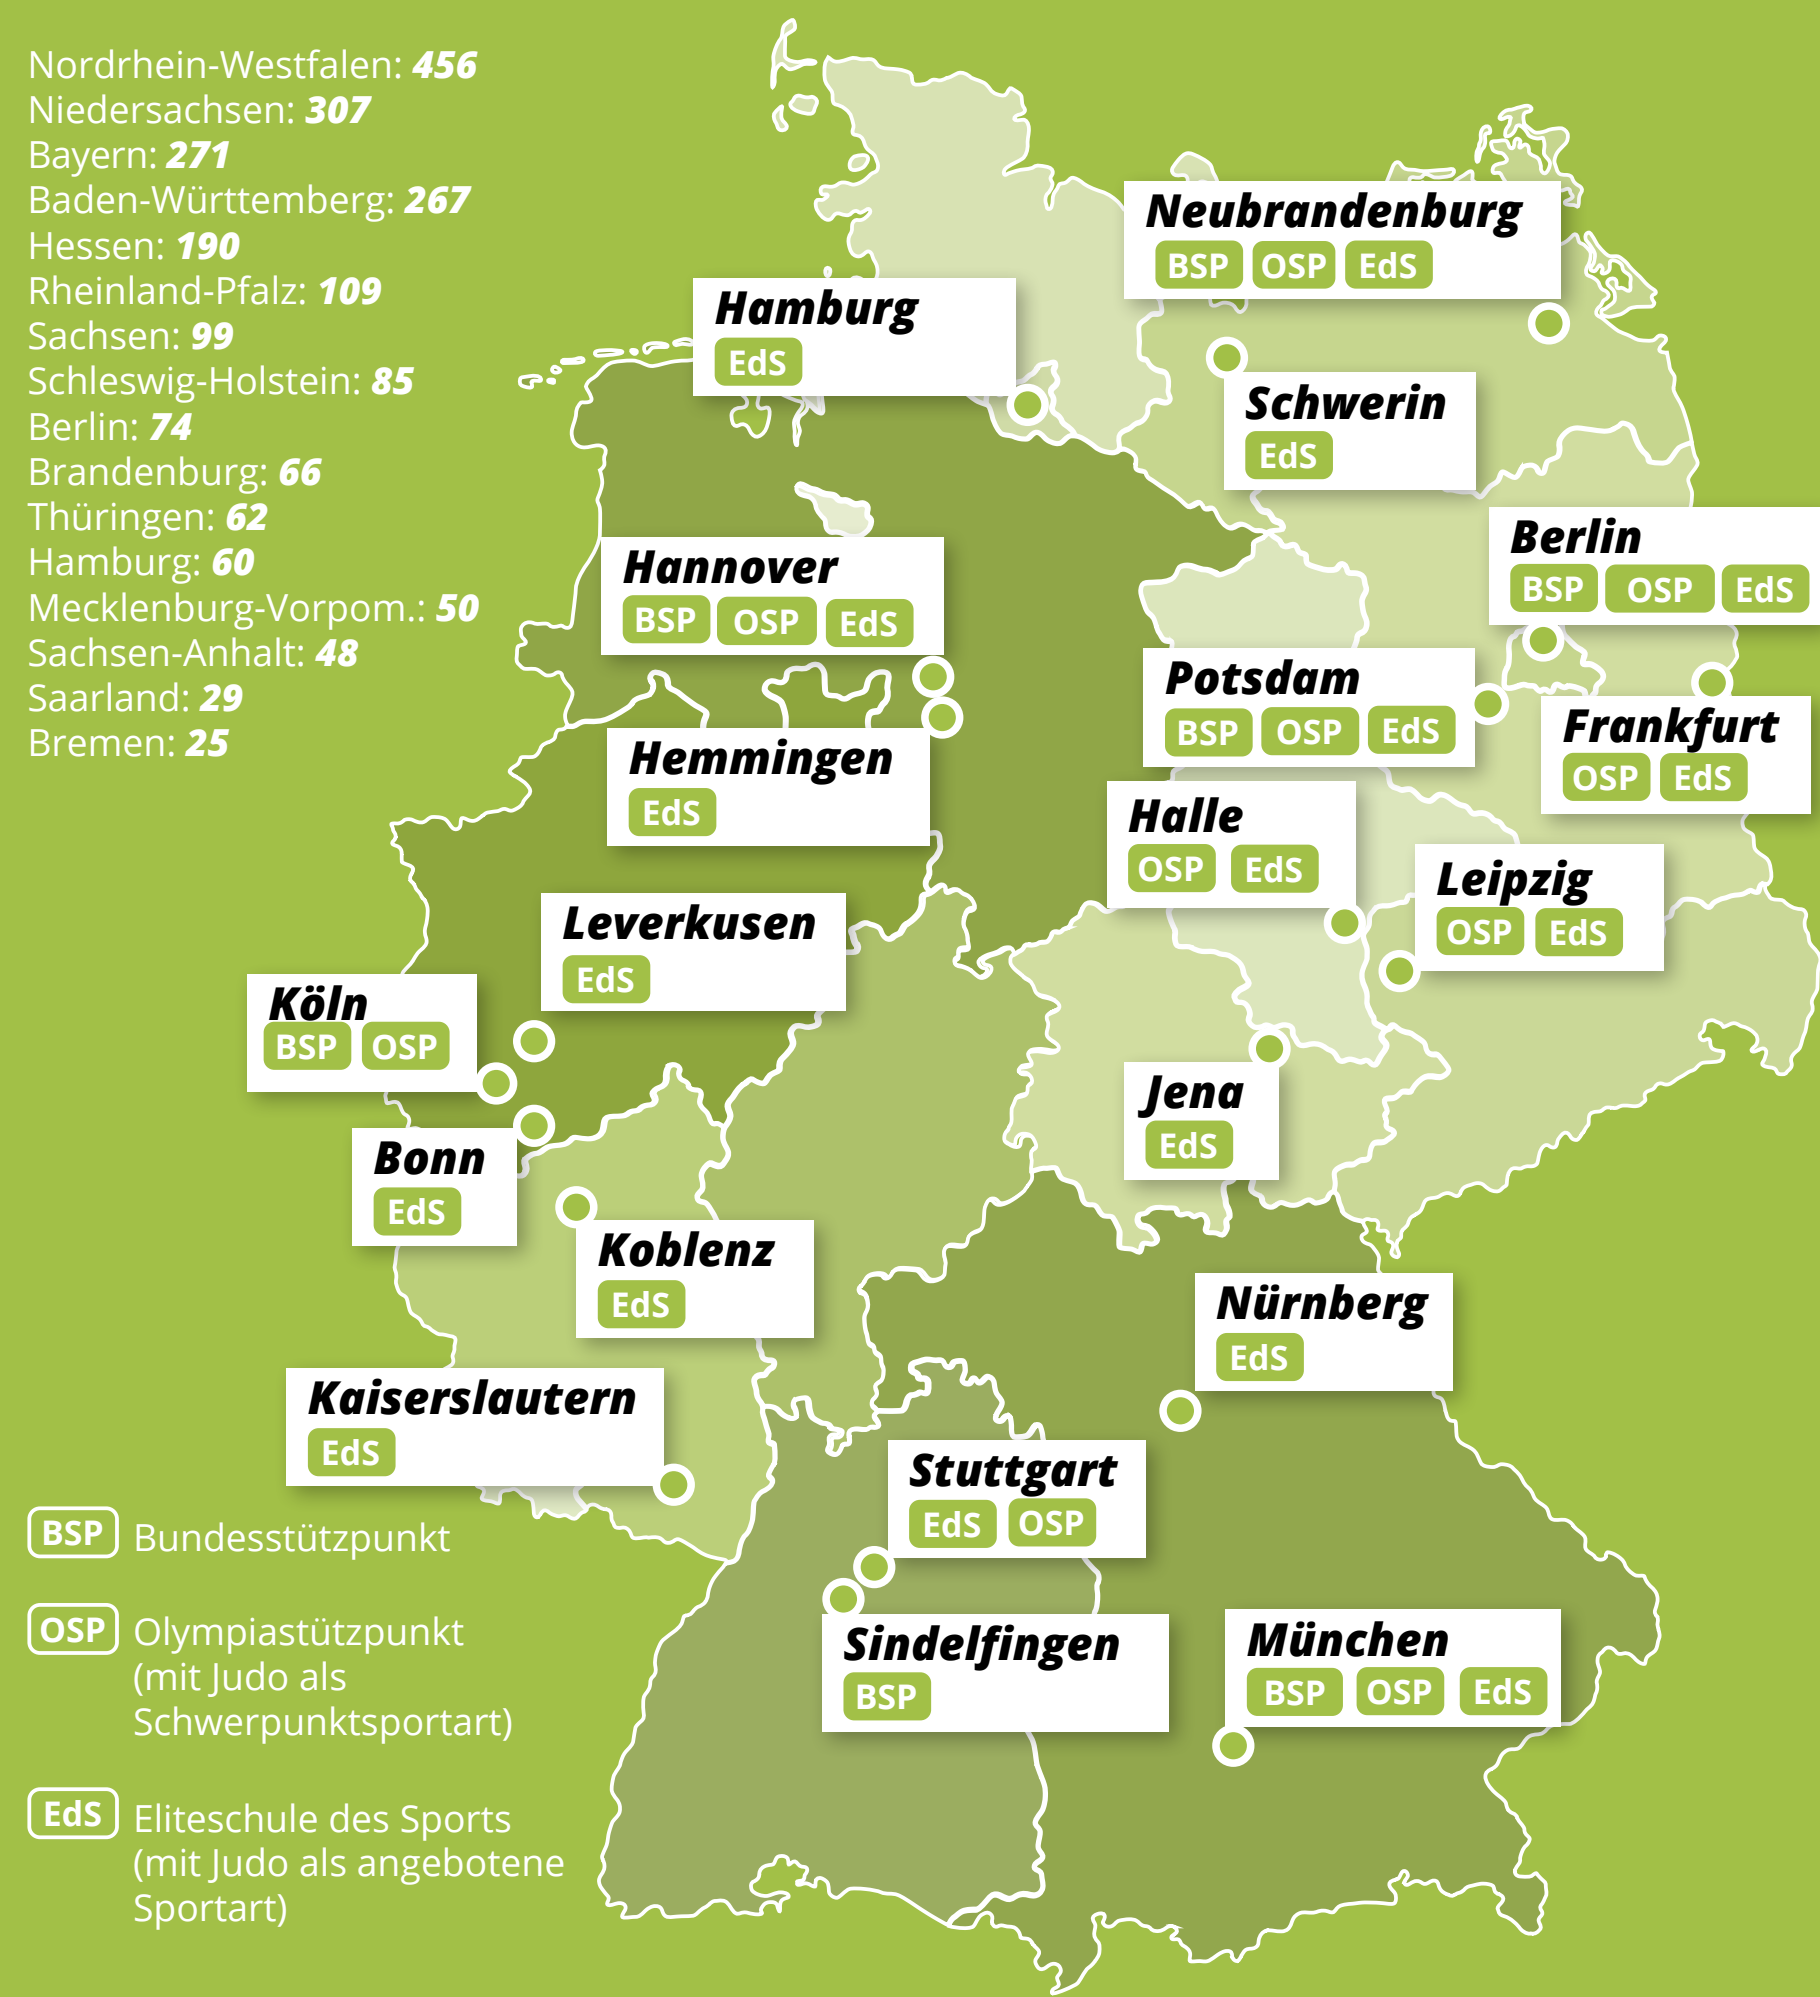 Nordrhein-Westfalen: 456
Niedersachsen: 307
Bayern: 271
Baden-Württemberg: 267
Hessen: 190
Rheinland-Pfalz: 109
Sachsen: 99
Schleswig-Holstein: 85
Berlin: 74
Brandenburg: 66
Thüringen: 62
Hamburg: 60
Mecklenburg-Vorpom.: 50
Sachsen-Anhalt: 48
Saarland: 29
Bremen: 25
Neubrandenburg
BSP OSP EdS
Hamburg
EdS
Schwerin
EdS
Berlin
BSP OSP EdS
Hannover
BSP OSP EdS
Potsdam
BSP OSP EdS
Frankfurt
OSP EdS
Hemmingen
EdS
Halle
OSP EdS
Leipzig
OSP EdS
Leverkusen
EdS
Köln
BSP OSP
Jena
EdS
Bonn
EdS
Koblenz
EdS
Nürnberg
EdS
Kaiserslautern
EdS
Stuttgart
EdS OSP
Sindelfingen
BSP
München
BSP OSP EdS
BSP Bundesstützpunkt
OSP Olympiastützpunkt
(mit Judo als
Schwerpunktsportart)
EdS Eliteschule des Sports
(mit Judo als angebotene
Sportart)